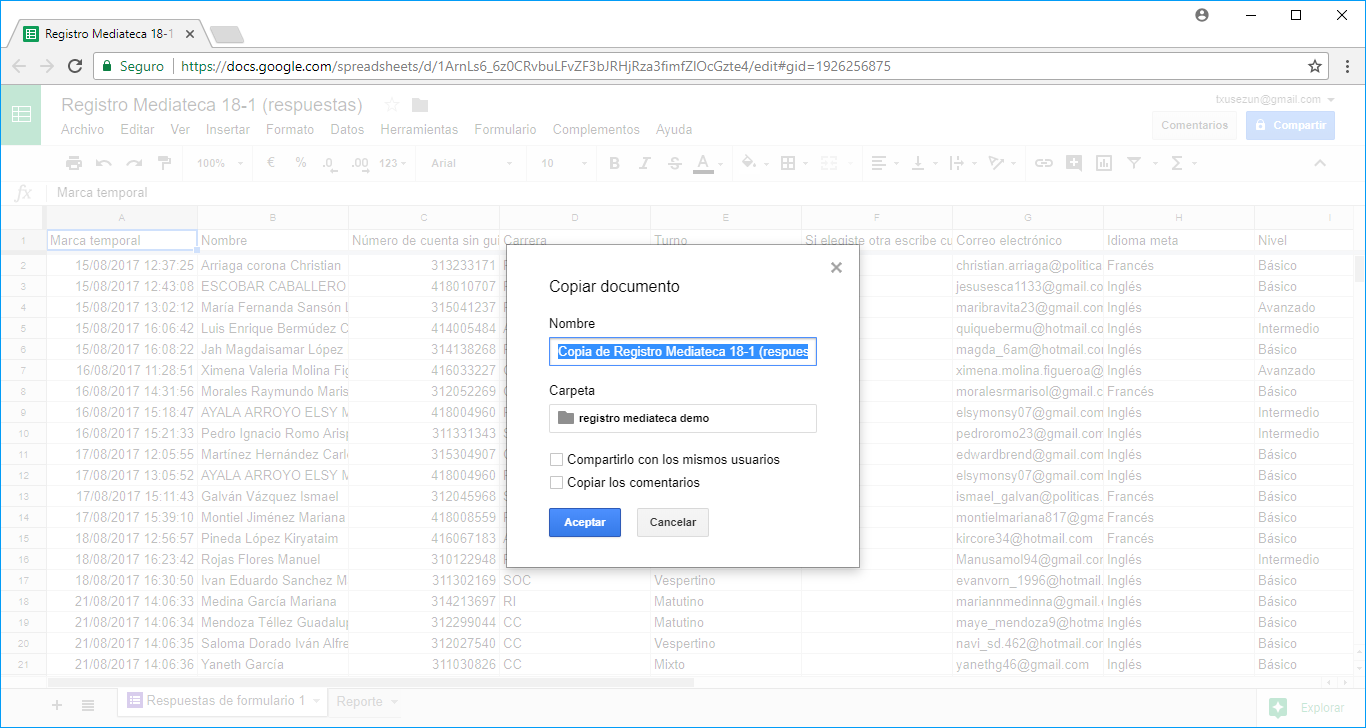 Registro Mediateca 18-1
Seguro https://docs.google.com/spreadsheets/d/1ArnLs6_6z0CRvbuLFvZF3bJRHjRza3fimfZlOcGzte4/edit#gid=1926256875
Registro Mediateca 18-1 (respuestas)
txusezun@gmail.com
Archivo Editar Ver Insertar Formato Datos Herramientas Formulario Complementos Ayuda
Comentarios Compartir
100% € % .0 .00 123 Arial 10 B I S A Σ
fx Marca temporal
A B C D E F G H I
1 Marca temporal Nombre Número de cuenta sin gui Carrera Turno Si elegiste otra escribe cu Correo electrónico Idioma meta Nivel
2 15/08/2017 12:37:25 Arriaga corona Christian 313233171 christian.arriaga@politica Francés Básico
3 15/08/2017 12:43:08 ESCOBAR CABALLERO 418010707 jesusesca1133@gmail.co Inglés Básico
4 15/08/2017 13:02:12 María Fernanda Sansón L 315041237 maribravita23@gmail.com Inglés Avanzado
5 15/08/2017 16:06:42 Luis Enrique Bermúdez C 414005484 quiquebermu@hotmail.co Inglés Intermedio
6 15/08/2017 16:08:22 Jah Magdaisamar López 314138268 magda_6am@hotmail.co Inglés Básico
7 16/08/2017 11:28:51 Ximena Valeria Molina Fig 416033227 ximena.molina.figueroa@ Inglés Avanzado
8 16/08/2017 14:31:56 Morales Raymundo Maris 312052269 moralesrmarisol@gmail.c Francés Básico
9 16/08/2017 15:18:47 AYALA ARROYO ELSY M 418004960 elsymonsy07@gmail.com Inglés Intermedio
10 16/08/2017 15:21:33 Pedro Ignacio Romo Arisp 311331343 pedroromo23@gmail.com Inglés Intermedio
11 17/08/2017 12:05:55 Martínez Hernández Carlo 315304907 edwardbrend@gmail.com Inglés Básico
12 17/08/2017 13:05:52 AYALA ARROYO ELSY M 418004960 elsymonsy07@gmail.com Inglés Básico
13 17/08/2017 15:11:43 Galván Vázquez Ismael 312045968 ismael_galvan@politicas. Francés Básico
14 17/08/2017 15:39:10 Montiel Jiménez Mariana 418008559 montielmariana817@gma Francés Básico
15 18/08/2017 12:56:57 Pineda López Kiryataim 416067183 kircore34@hotmail.com Francés Básico
16 18/08/2017 16:23:42 Rojas Flores Manuel 310122948 Manusamol94@gmail.com Inglés Intermedio
17 18/08/2017 16:30:50 Ivan Eduardo Sanchez M 311302169 SOC Vespertino evanvorn_1996@hotmail. Inglés Básico
18 21/08/2017 14:06:33 Medina García Mariana 314213697 RI Matutino mariannmedinna@gmail.c Inglés Básico
19 21/08/2017 14:06:34 Mendoza Téllez Guadalup 312299044 CC Matutino maye_mendoza9@hotma Inglés Básico
20 21/08/2017 14:06:35 Saloma Dorado Iván Alfre 312027540 CC Vespertino navi_sd.462@hotmail.com Inglés Básico
21 21/08/2017 14:06:36 Yaneth García 311030826 CC Mixto yanethg46@gmail.com Inglés Básico
Copiar documento
Nombre
Copia de Registro Mediateca 18-1 (respues
Carpeta
registro mediateca demo
Compartirlo con los mismos usuarios
Copiar los comentarios
Aceptar Cancelar
Respuestas de formulario 1 Reporte Explorar